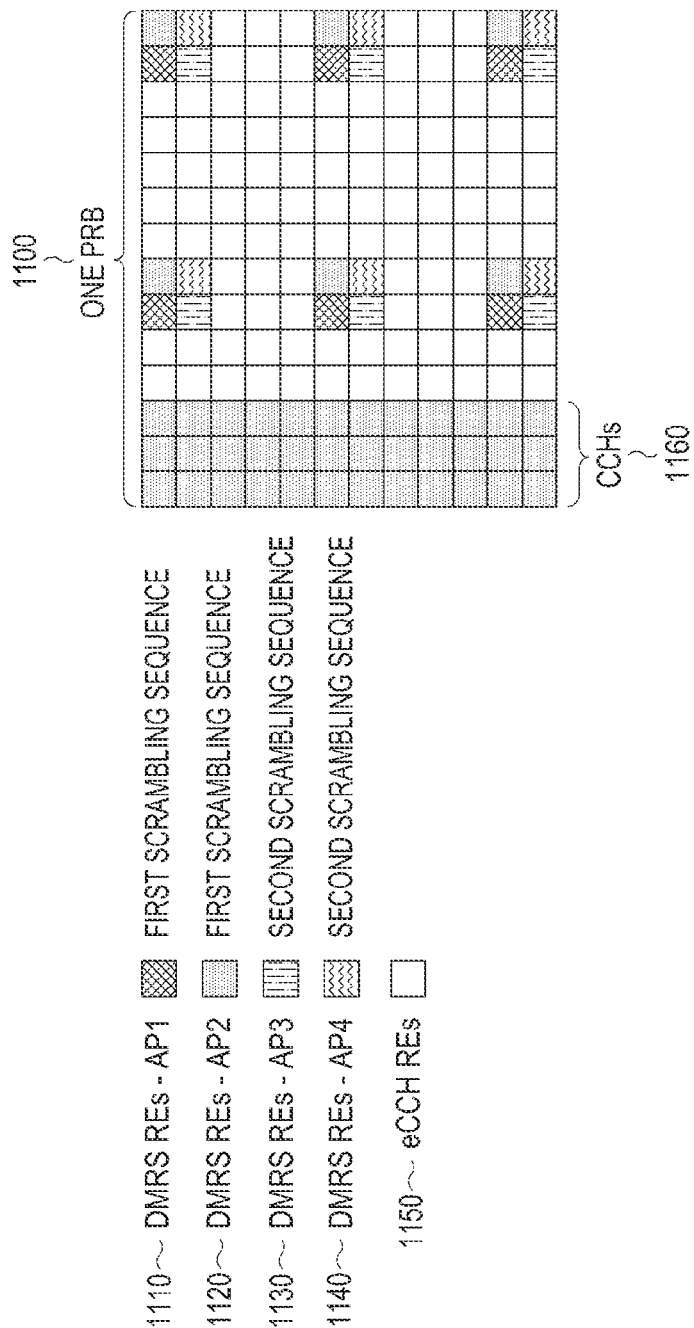 1110 ~ DMRS REs - AP1 FIRST SCRAMBLING SEQUENCE
1120 ~ DMRS REs - AP2 FIRST SCRAMBLING SEQUENCE
1130 ~ DMRS REs - AP3 SECOND SCRAMBLING SEQUENCE
1140 ~ DMRS REs - AP4 SECOND SCRAMBLING SEQUENCE
1150 ~ eCCH REs
1100
ONE PRB
CCHs
1160